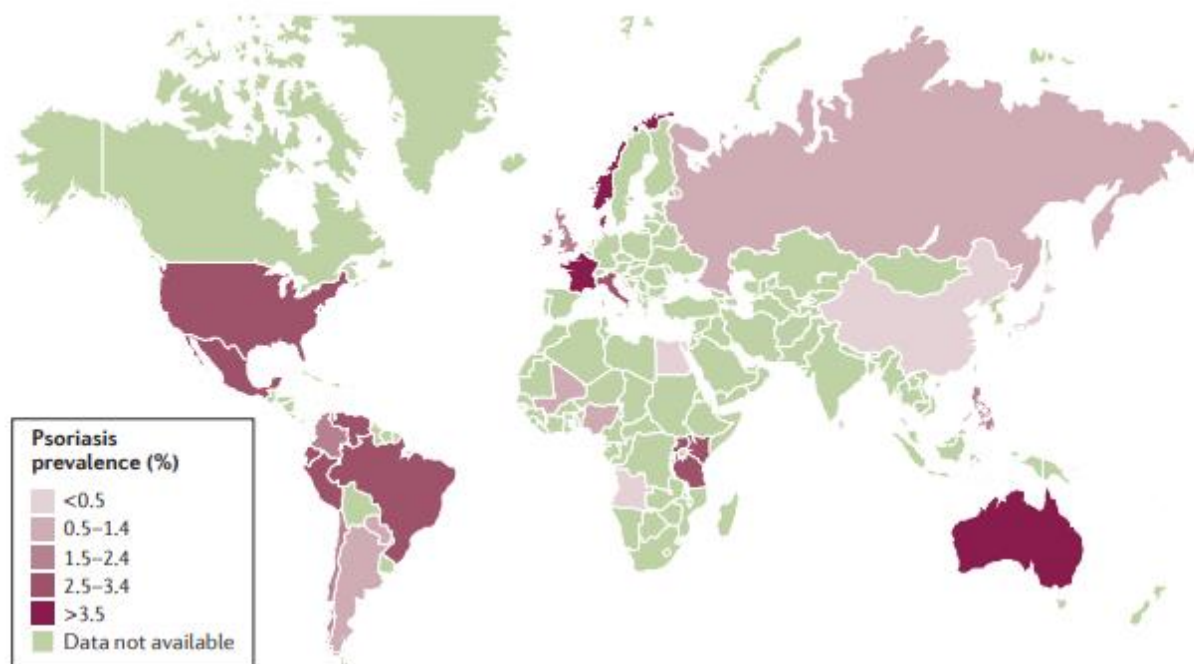 Psoriasis
prevalence (%)
<0.5
0.5–1.4
1.5–2.4
2.5–3.4
>3.5
Data not available